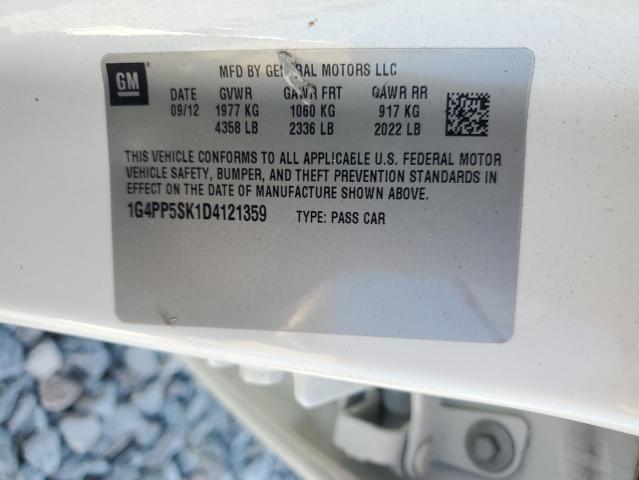 GM
MFD BY GENERAL MOTORS LLC
DATE GVWR GAWR FRT GAWR RR
09/12 1977 KG 1060 KG 917 KG
4358 LB 2336 LB 2022 LB
THIS VEHICLE CONFORMS TO ALL APPLICABLE U.S. FEDERAL MOTOR
VEHICLE SAFETY, BUMPER, AND THEFT PREVENTION STANDARDS IN
EFFECT ON THE DATE OF MANUFACTURE SHOWN ABOVE.
1G4PP5SK1D4121359 TYPE: PASS CAR